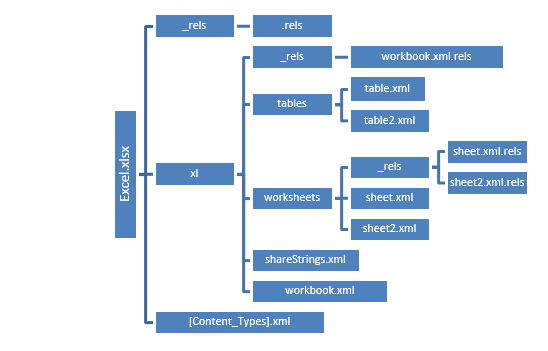 Excel.xlsx
_rels
.rels
xl
_rels
workbook.xml.rels
tables
table.xml
table2.xml
worksheets
_rels
sheet.xml.rels
sheet2.xml.rels
sheet.xml
sheet2.xml
shareStrings.xml
workbook.xml
[Content_Types].xml